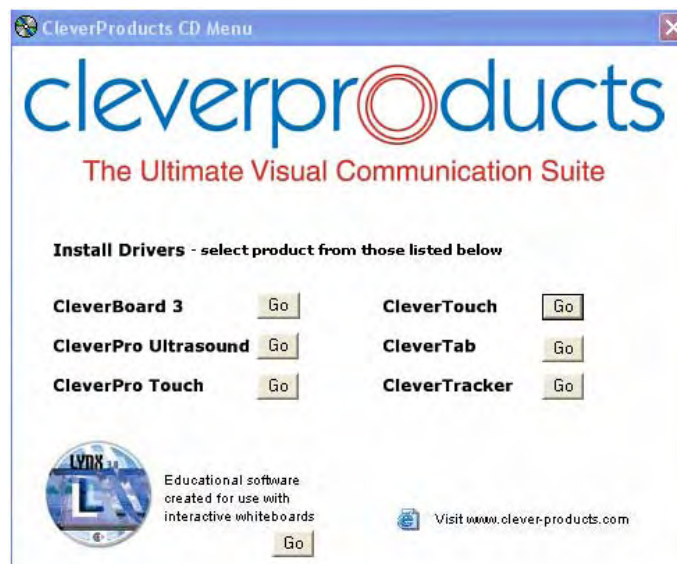 CleverProducts CD Menu
cleverproducts
The Ultimate Visual Communication Suite
Install Drivers - select product from those listed below
CleverBoard 3 Go CleverTouch Go
CleverPro Ultrasound Go CleverTab Go
CleverPro Touch Go CleverTracker Go
LYNX 3.0
L
Educational software
created for use with
interactive whiteboards
Go
Visit www.clever-products.com